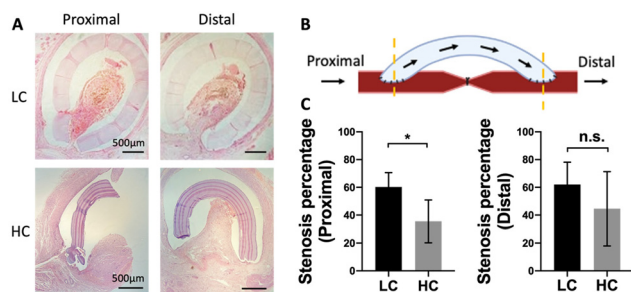 A
Proximal
Distal
LC
500μm
HC
500μm
B
Proximal
Distal
C
Stenosis percentage
(Proximal)
100
80
60
40
20
0
*
LC
HC
Stenosis percentage
(Distal)
100
80
60
40
20
0
n.s.
LC
HC